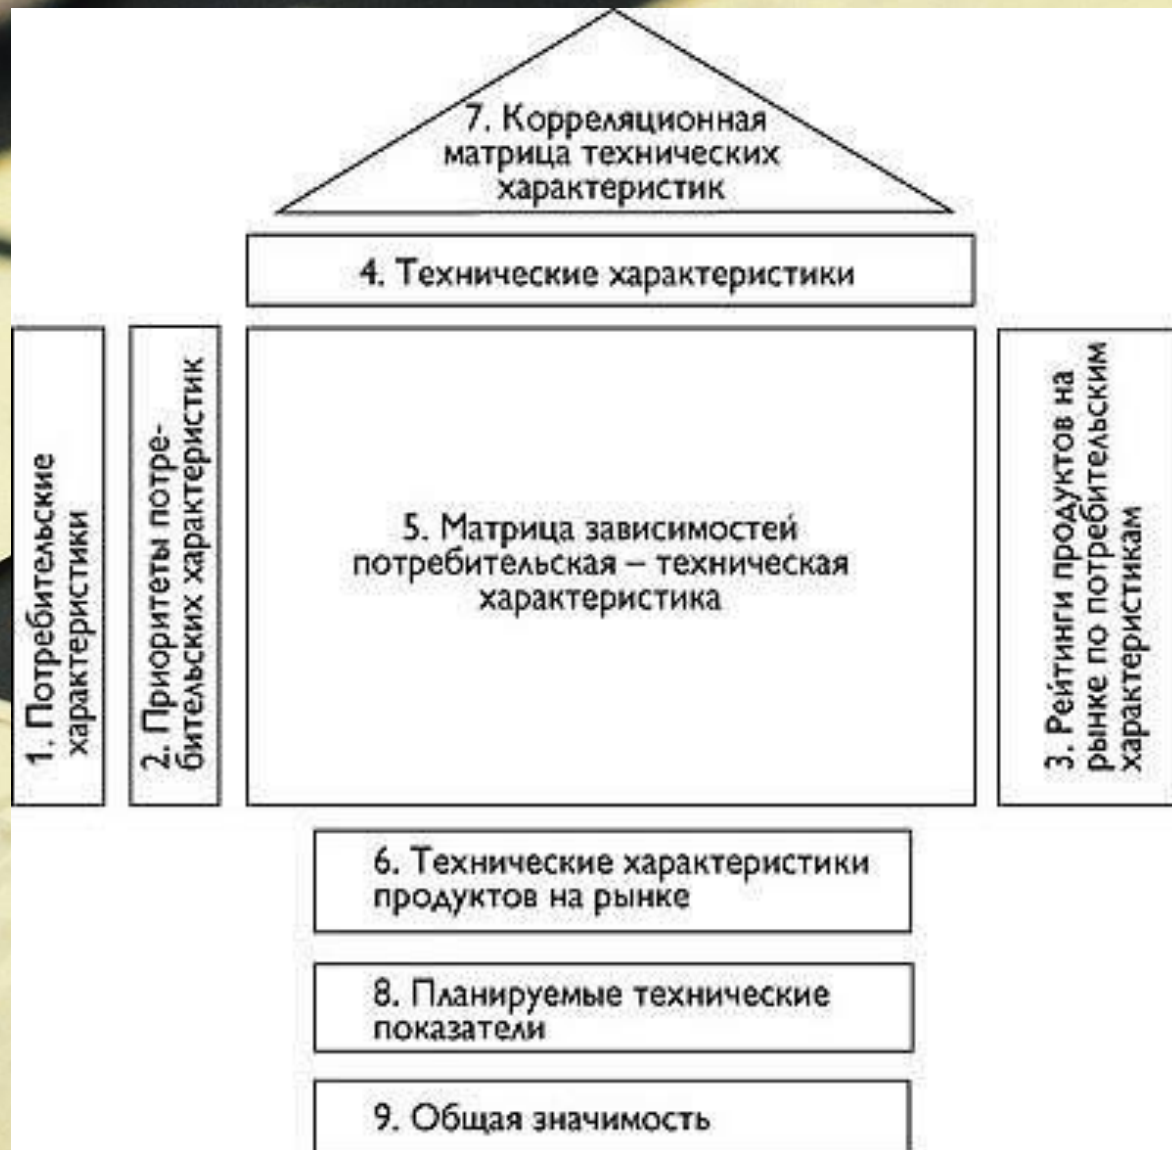 7. Корреляционная
матрица технических
характеристик
4. Технические характеристики
1. Потребительские
характеристики
2. Приоритеты потре-
бительских характеристик
5. Матрица зависимостей
потребительская – техническая
характеристика
3. Рейтинги продуктов на
рынке по потребительским
характеристикам
6. Технические характеристики
продуктов на рынке
8. Планируемые технические
показатели
9. Общая значимость